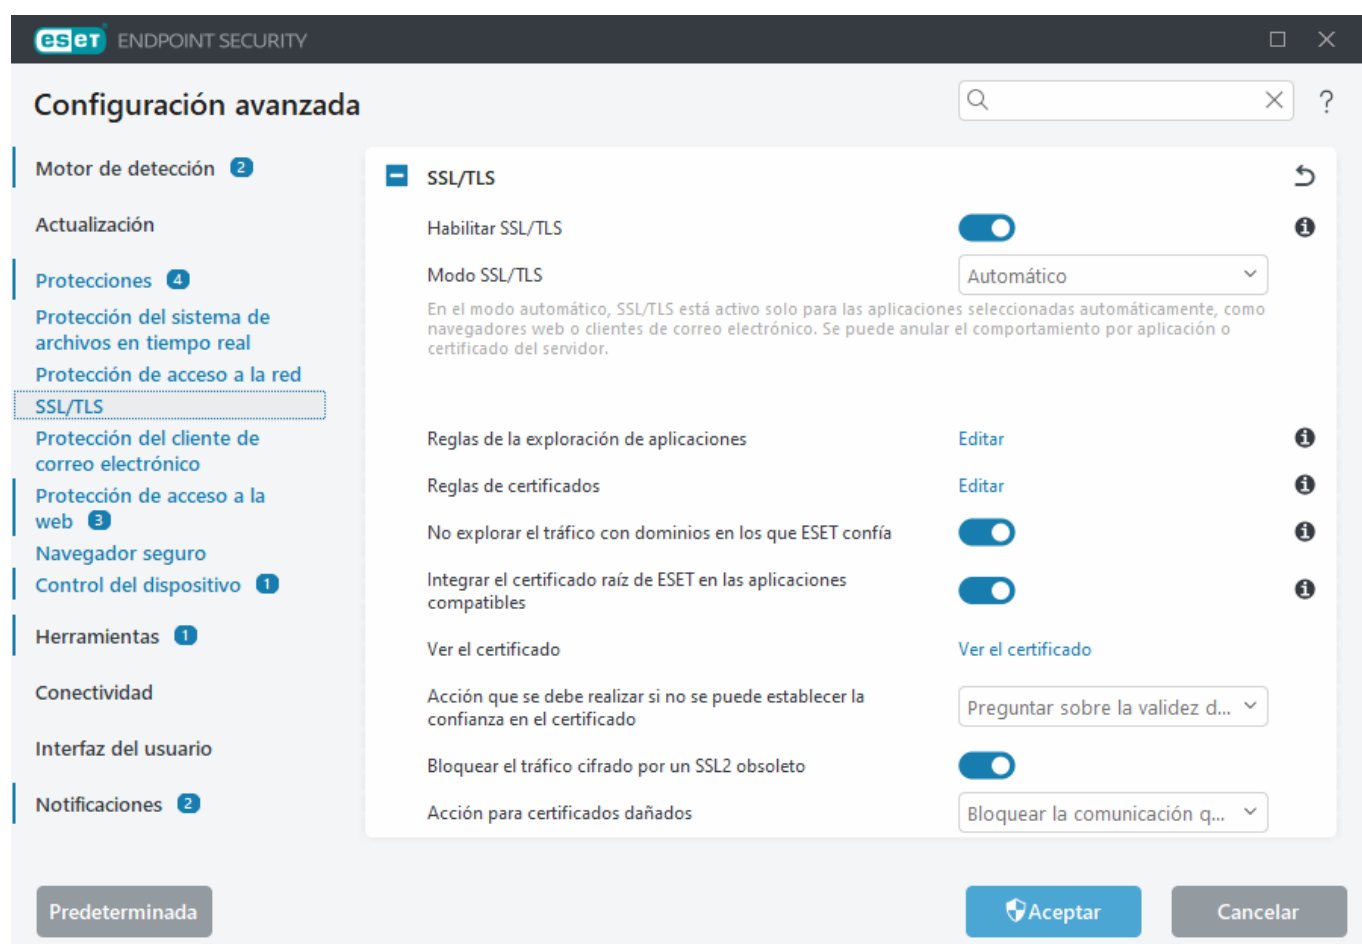 eset ENDPOINT SECURITY
Configuración avanzada
?
Motor de detección 2
Actualización
Protecciones 4
Protección del sistema de
archivos en tiempo real
Protección de acceso a la red
SSL/TLS
Protección del cliente de
correo electrónico
Protección de acceso a la
web 3
Navegador seguro
Control del dispositivo 1
Herramientas 1
Conectividad
Interfaz del usuario
Notificaciones 2
SSL/TLS
Habilitar SSL/TLS
Modo SSL/TLS
Automático
En el modo automático, SSL/TLS está activo solo para las aplicaciones seleccionadas automáticamente, como
navegadores web o clientes de correo electrónico. Se puede anular el comportamiento por aplicación o
certificado del servidor.
Reglas de la exploración de aplicaciones
Editar
Reglas de certificados
Editar
No explorar el tráfico con dominios en los que ESET confía
Integrar el certificado raíz de ESET en las aplicaciones
compatibles
Ver el certificado
Ver el certificado
Acción que se debe realizar si no se puede establecer la
confianza en el certificado
Preguntar sobre la validez d...
Bloquear el tráfico cifrado por un SSL2 obsoleto
Acción para certificados dañados
Bloquear la comunicación q...
Predeterminada
Aceptar
Cancelar